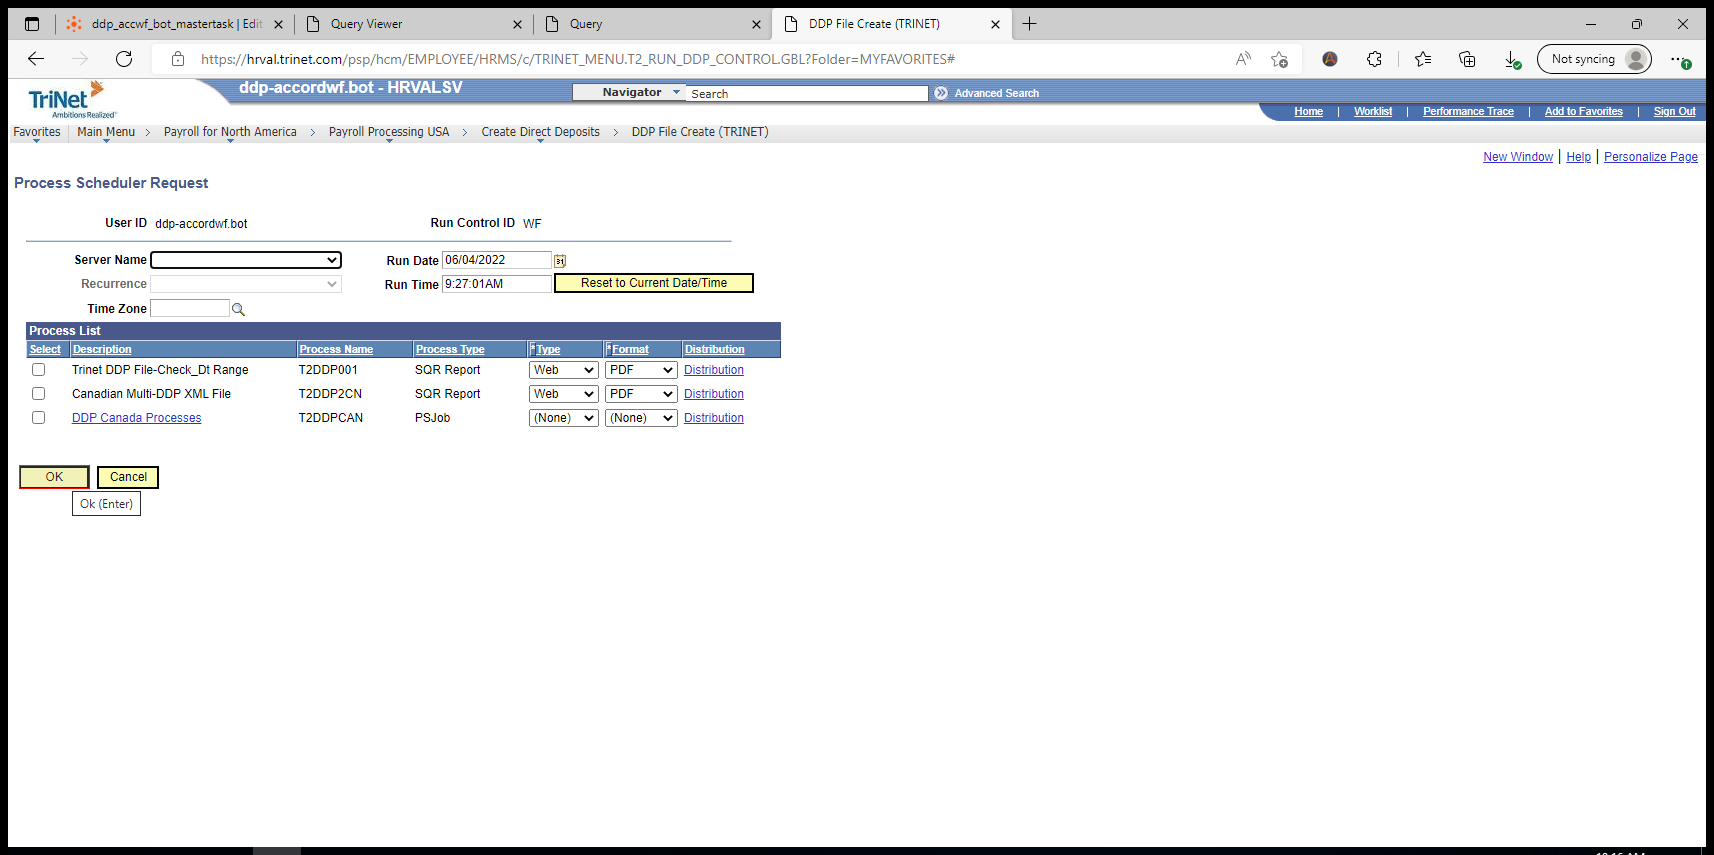 ddp_accwf_bot_mastertask | Edit
Query Viewer
Query
DDP File Create (TRINET)
https://hrval.trinet.com/psp/hcm/EMPLOYEE/HRMS/c/TRINET_MENU.T2_RUN_DDP_CONTROL.GBL?Folder=MYFAVORITES#
Not syncing
TriNet
Ambitions Realized
ddp-accordwf.bot - HRVALSV
Navigator
Search
Advanced Search
Home | Worklist | Performance Trace | Add to Favorites | Sign Out
Favorites Main Menu > Payroll for North America > Payroll Processing USA > Create Direct Deposits > DDP File Create (TRINET)
New Window | Help | Personalize Page
Process Scheduler Request
User ID ddp-accordwf.bot Run Control ID WF
Server Name Run Date 06/04/2022 31
Recurrence Run Time 9:27:01AM Reset to Current Date/Time
Time Zone
Process List
Select Description Process Name Process Type *Type *Format Distribution
Trinet DDP File-Check_Dt Range T2DDP001 SQR Report Web PDF Distribution
Canadian Multi-DDP XML File T2DDP2CN SQR Report Web PDF Distribution
DDP Canada Processes T2DDPCAN PSJob (None) (None) Distribution
OK Cancel
Ok (Enter)